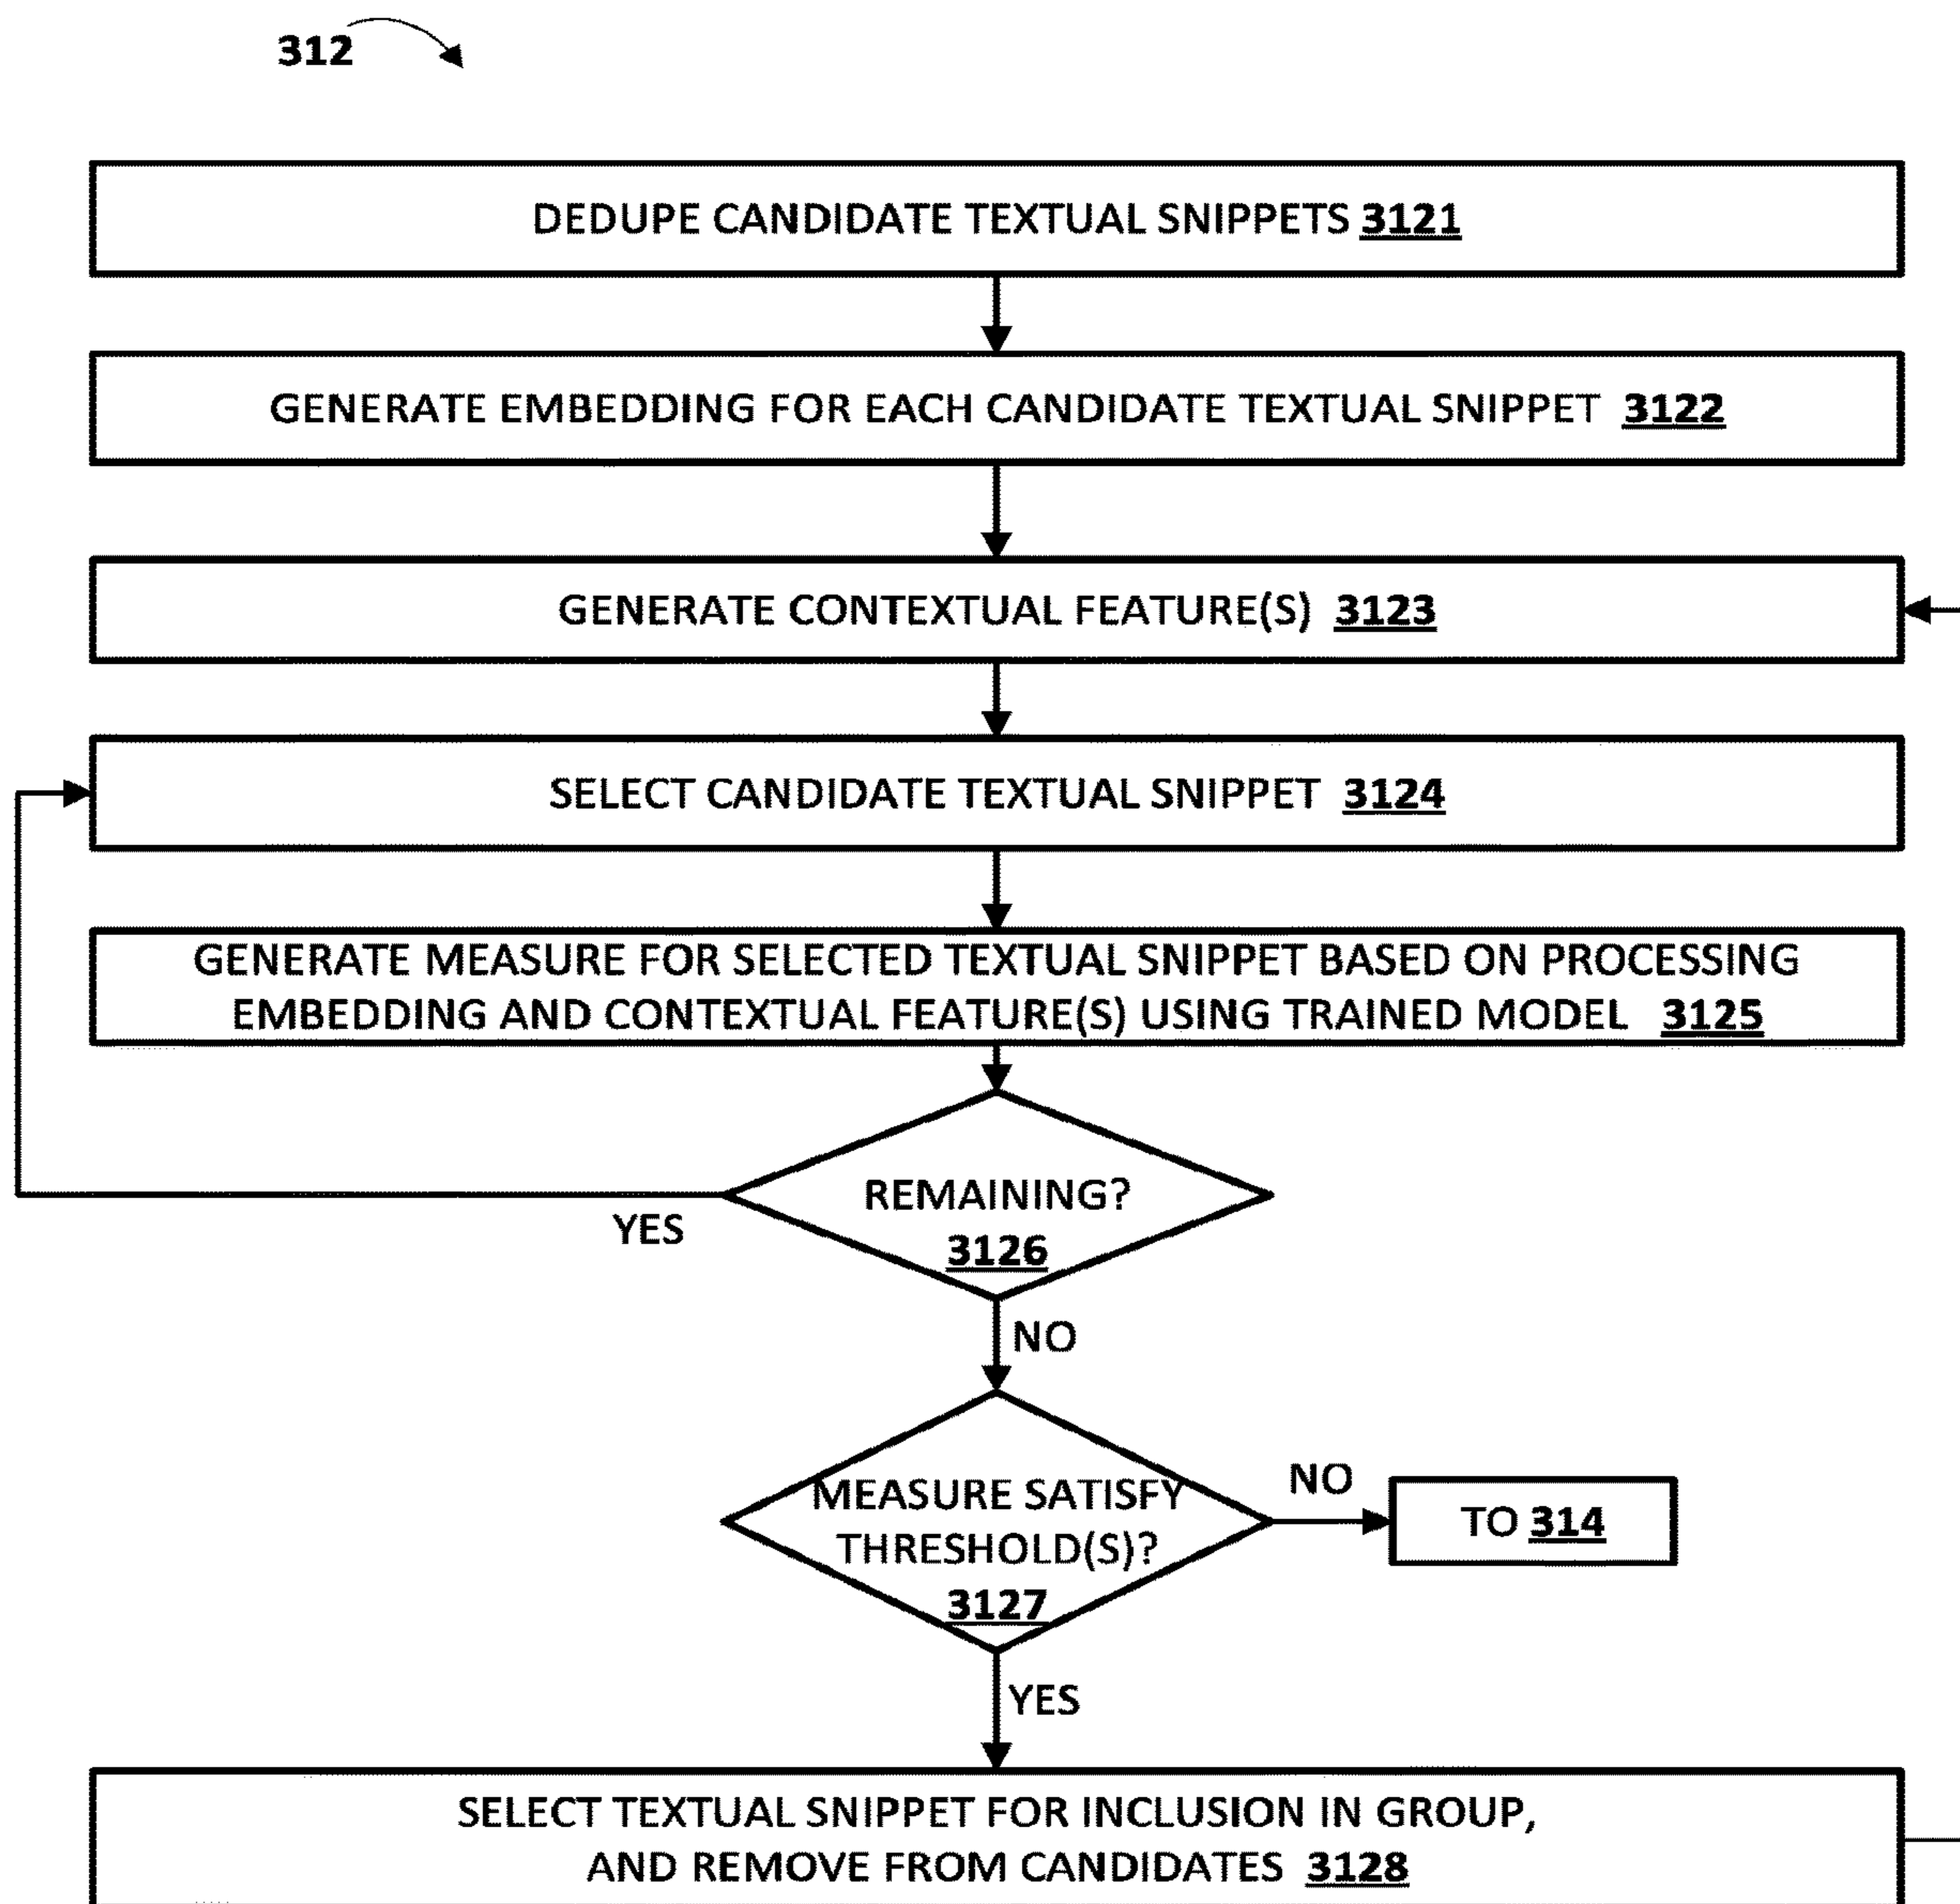 312
DEDUPE CANDIDATE TEXTUAL SNIPPETS 3121
GENERATE EMBEDDING FOR EACH CANDIDATE TEXTUAL SNIPPET 3122
GENERATE CONTEXTUAL FEATURE(S) 3123
SELECT CANDIDATE TEXTUAL SNIPPET 3124
GENERATE MEASURE FOR SELECTED TEXTUAL SNIPPET BASED ON PROCESSING
EMBEDDING AND CONTEXTUAL FEATURE(S) USING TRAINED MODEL 3125
REMAINING?
3126
YES
NO
MEASURE SATISFY
THRESHOLD(S)?
3127
NO
TO 314
YES
SELECT TEXTUAL SNIPPET FOR INCLUSION IN GROUP,
AND REMOVE FROM CANDIDATES 3128